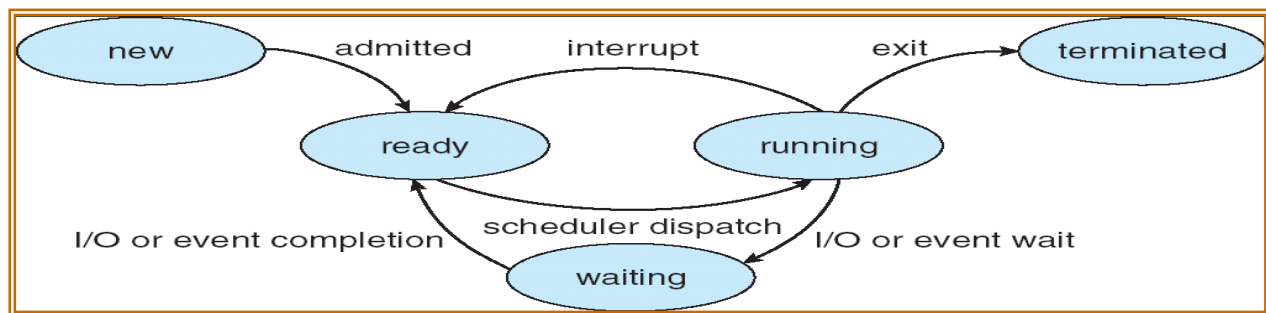 new
admitted
interrupt
exit
terminated
ready
running
I/O or event completion
scheduler dispatch
I/O or event wait
waiting